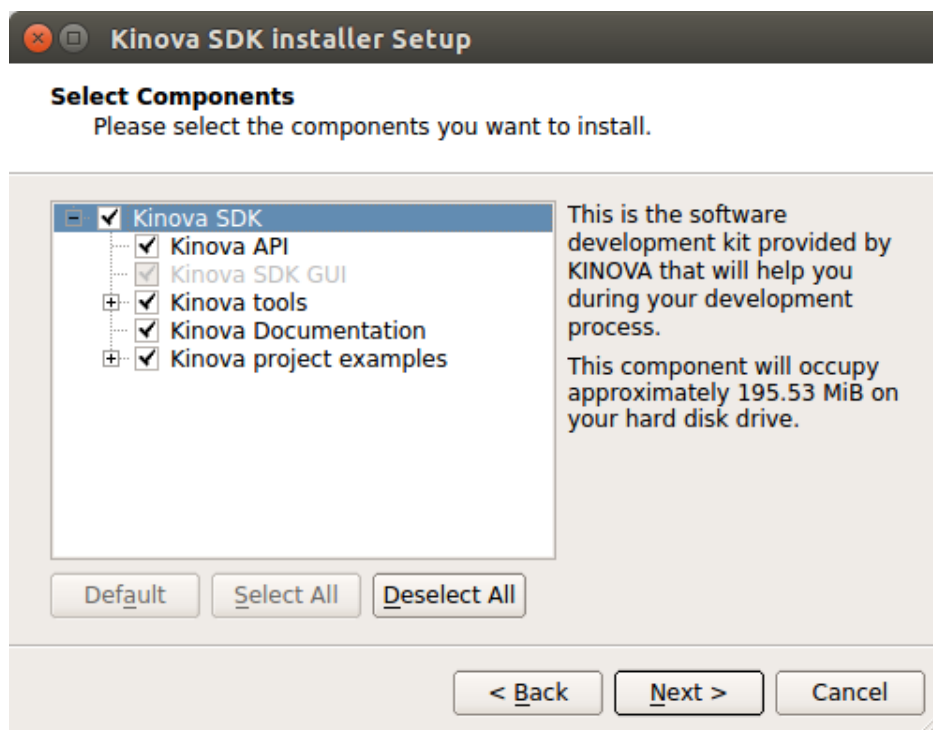 Kinova SDK installer Setup
Select Components
Please select the components you want to install.
Kinova SDK
Kinova API
Kinova SDK GUI
Kinova tools
Kinova Documentation
Kinova project examples
This is the software
development kit provided by
KINOVA that will help you
during your development
process.
This component will occupy
approximately 195.53 MiB on
your hard disk drive.
Default
Select All
Deselect All
< Back
Next >
Cancel